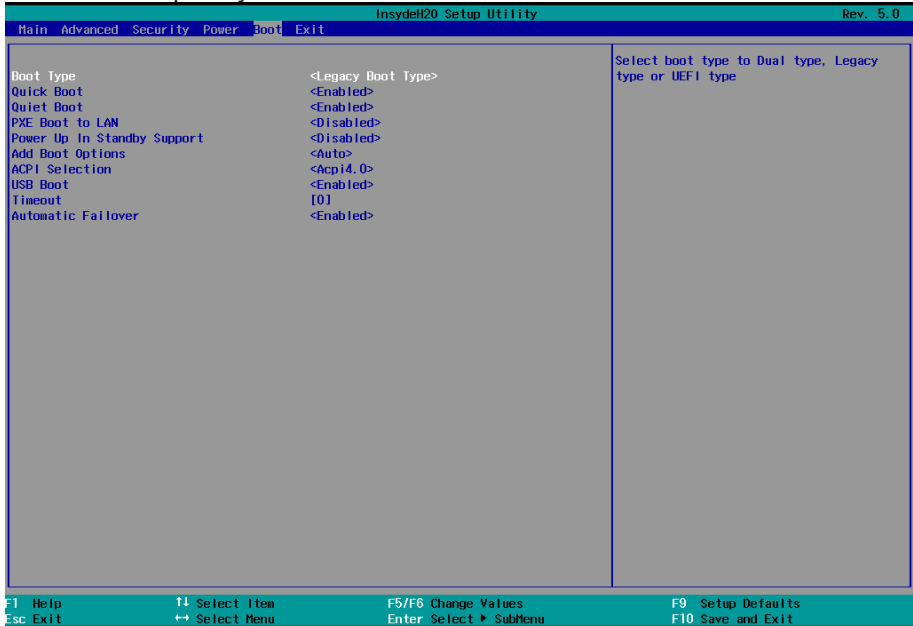 InsydeH20 Setup Utility Rev. 5.0
Main Advanced Security Power Boot Exit
Select boot type to Dual type, Legacy
Boot Type <Legacy Boot Type> type or UEFI type
Quick Boot <Enabled>
Quiet Boot <Enabled>
PXE Boot to LAN <Disabled>
Power Up In Standby Support <Disabled>
Add Boot Options <Auto>
ACPI Selection <Acpi4.0>
USB Boot <Enabled>
Timeout [0]
Automatic Failover <Enabled>
F1 Help ↑↓ Select Item F5/F6 Change Values F9 Setup Defaults
Esc Exit ↔ Select Menu Enter Select ▶ SubMenu F10 Save and Exit